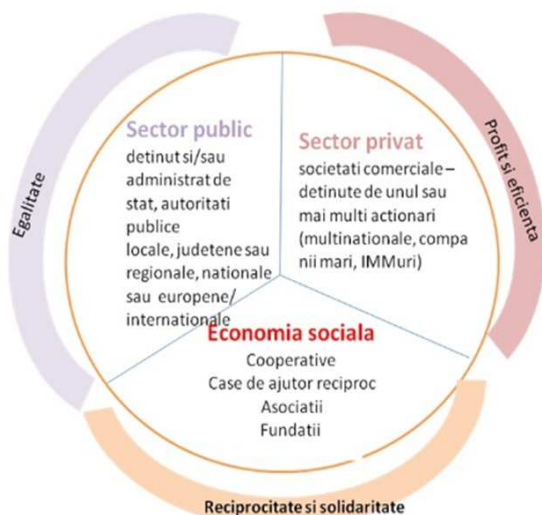 Egalitate
Sector public
detinut si/sau
administrat de
stat, autoritati
publice
locale, judetene sau
regionale, nationale
sau europene/
internationale
Sector privat
societati comerciale –
detinute de unul sau
mai multi actionari
(multinationale, compa
nii mari, IMMuri)
Profit si eficienta
Economia sociala
Cooperative
Case de ajutor reciproc
Asociatii
Fundatii
Reciprocitate si solidaritate